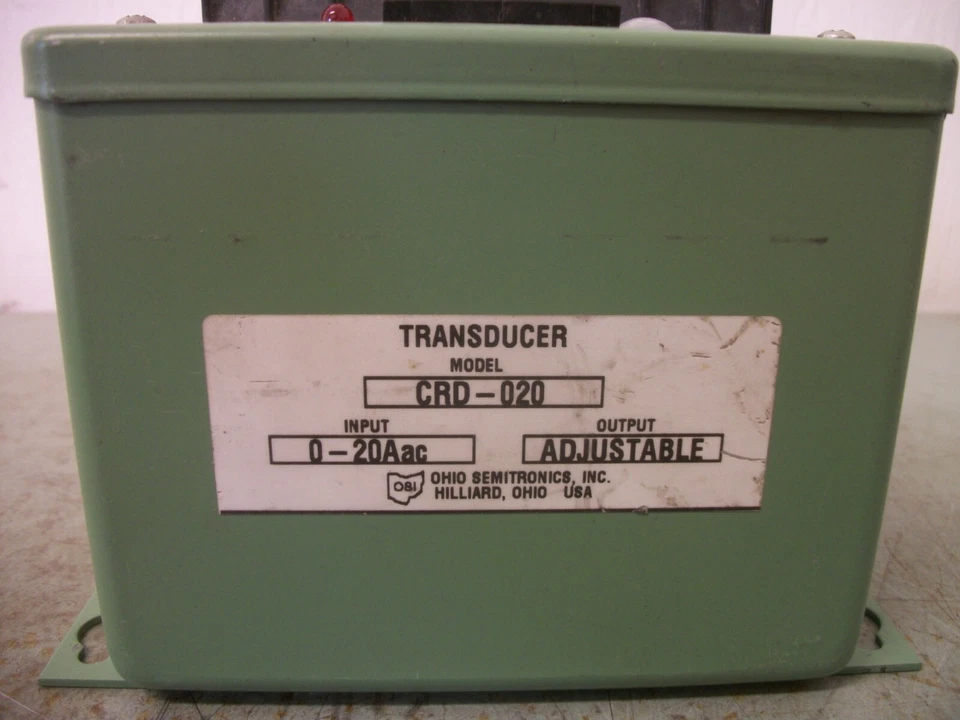 TRANSDUCER
MODEL
CRD-020
INPUT OUTPUT
0-20Aac ADJUSTABLE
OSI OHIO SEMITRONICS, INC.
HILLIARD, OHIO USA